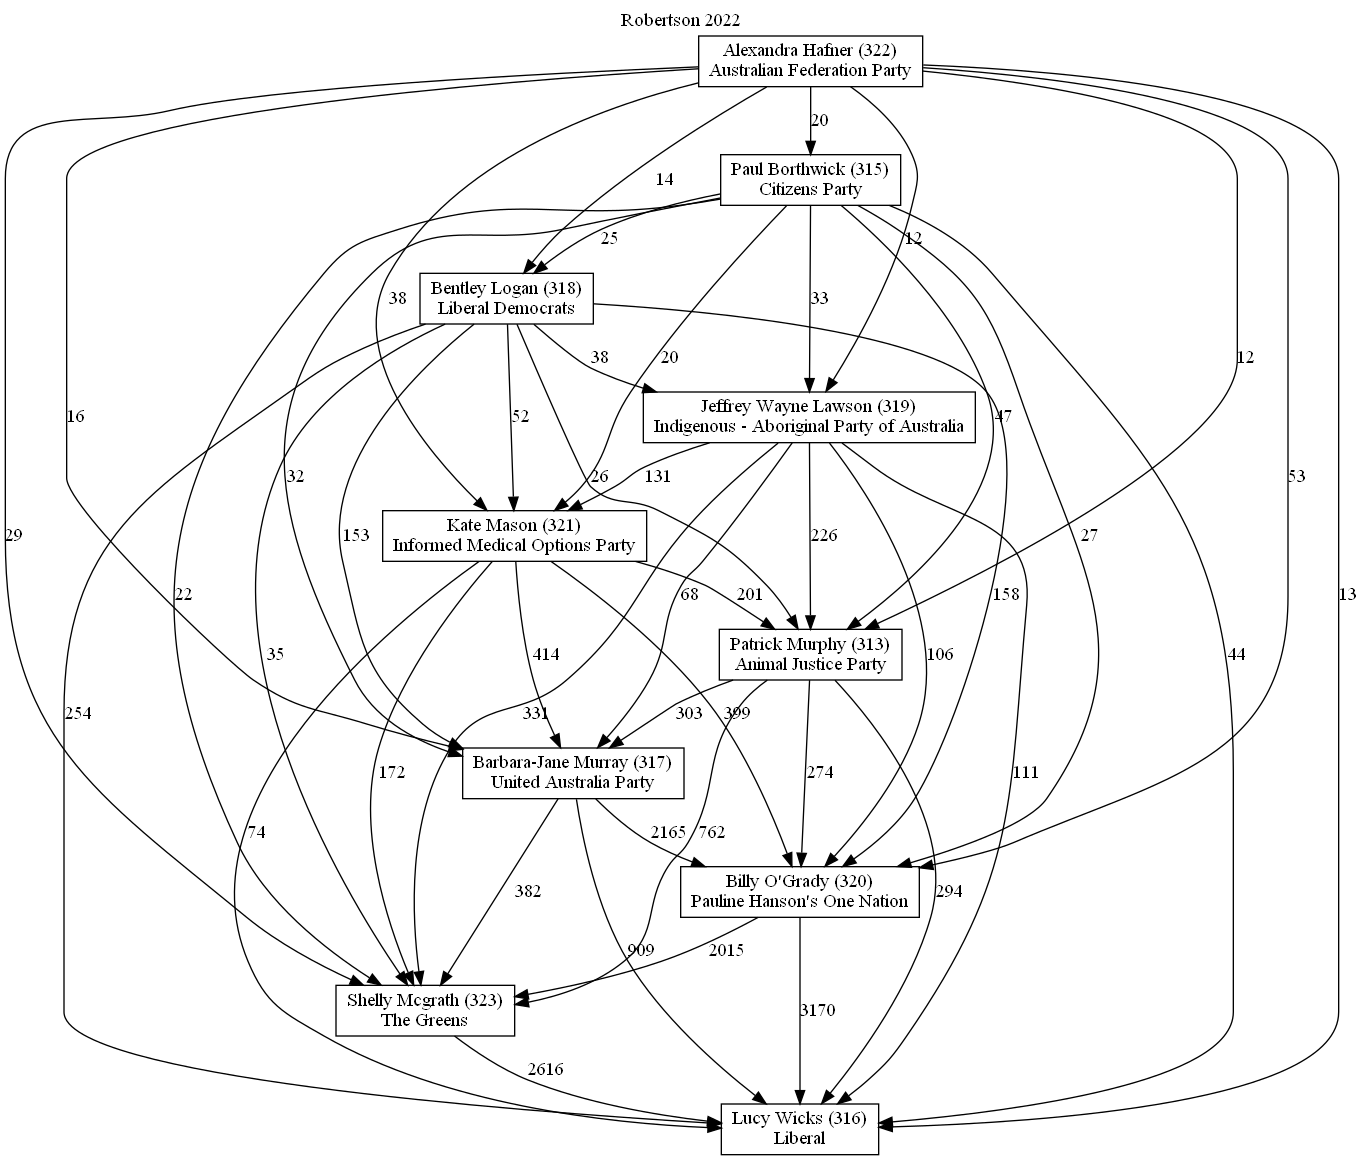 Robertson 2022
Alexandra Hafner (322)
Australian Federation Party
20
Paul Borthwick (315)
Citizens Party
14
25
12
Bentley Logan (318)
Liberal Democrats
38
33
38
20
12
Jeffrey Wayne Lawson (319)
Indigenous - Aboriginal Party of Australia
16
52
47
32
26
131
53
Kate Mason (321)
Informed Medical Options Party
29
153
226
27
22
68
201
158
13
Patrick Murphy (313)
Animal Justice Party
35
414
106
44
254
331
303
399
Barbara-Jane Murray (317)
United Australia Party
172
274
111
74
2165
762
Billy O'Grady (320)
Pauline Hanson's One Nation
382
294
909
2015
Shelly Mcgrath (323)
The Greens
3170
2616
Lucy Wicks (316)
Liberal